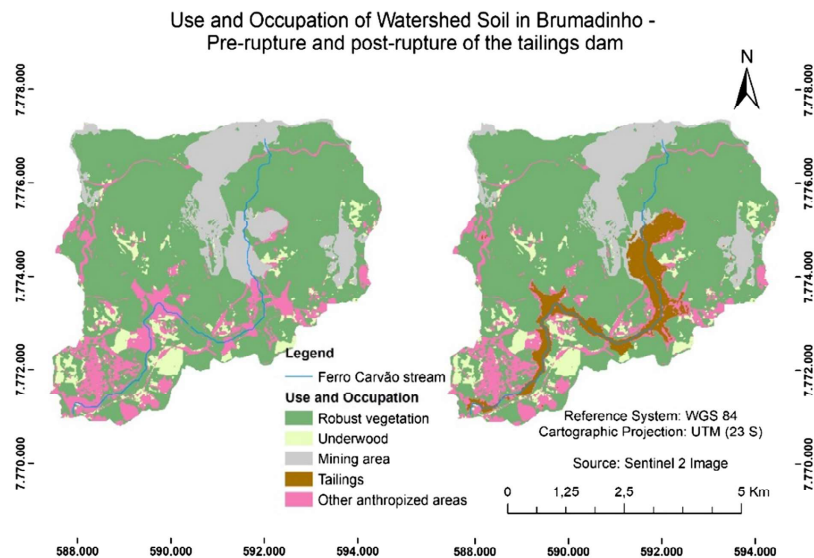 Use and Occupation of Watershed Soil in Brumadinho -
Pre-rupture and post-rupture of the tailings dam
N
7.778.000
7.776.000
7.774.000
7.772.000
7.770.000
7.778.000
7.776.000
7.774.000
7.772.000
7.770.000
Legend
Ferro Carvão stream
Use and Occupation
Robust vegetation
Underwood
Mining area
Tailings
Other anthropized areas
Reference System: WGS 84
Cartographic Projection: UTM (23 S)
Source: Sentinel 2 Image
0 1,25 2,5 5 Km
588.000 590.000 592.000 594.000 588.000 590.000 592.000 594.000